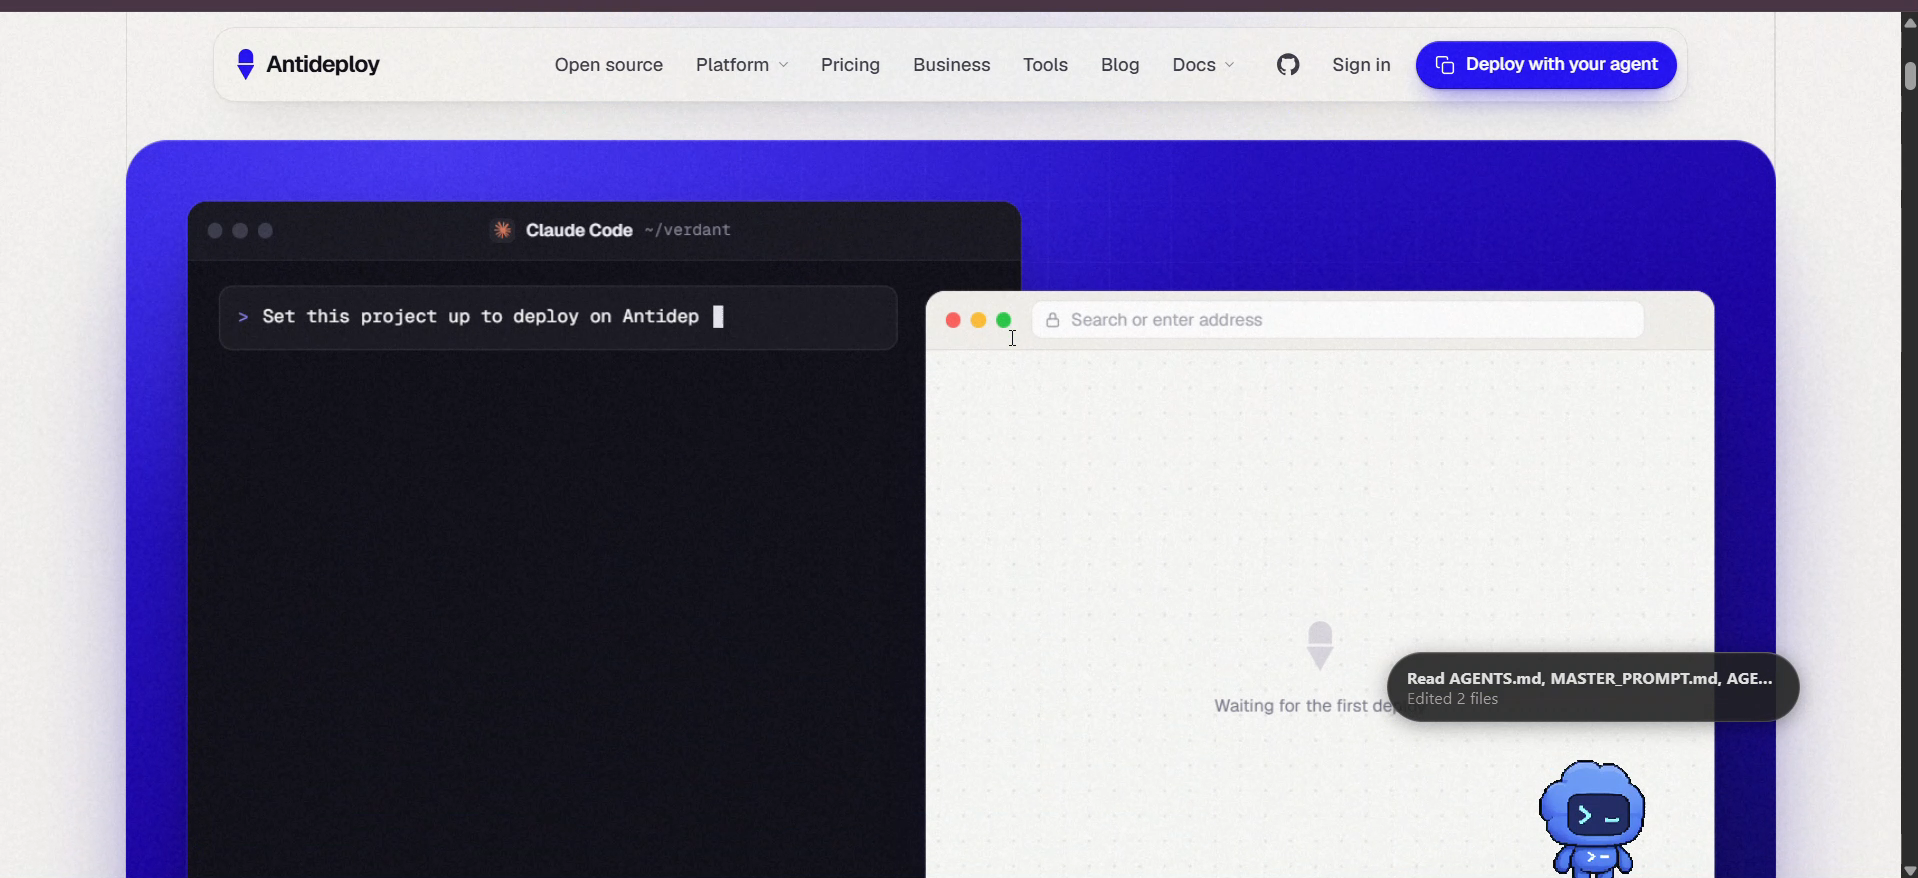 Antideploy
Open source
Platform
Pricing
Business
Tools
Blog
Docs
Sign in
Deploy with your agent
Claude Code ~/verdant
> Set this project up to deploy on Antidep
Search or enter address
Waiting for the first
Read AGENTS.md, MASTER_PROMPT.md, AGE...
Edited 2 files